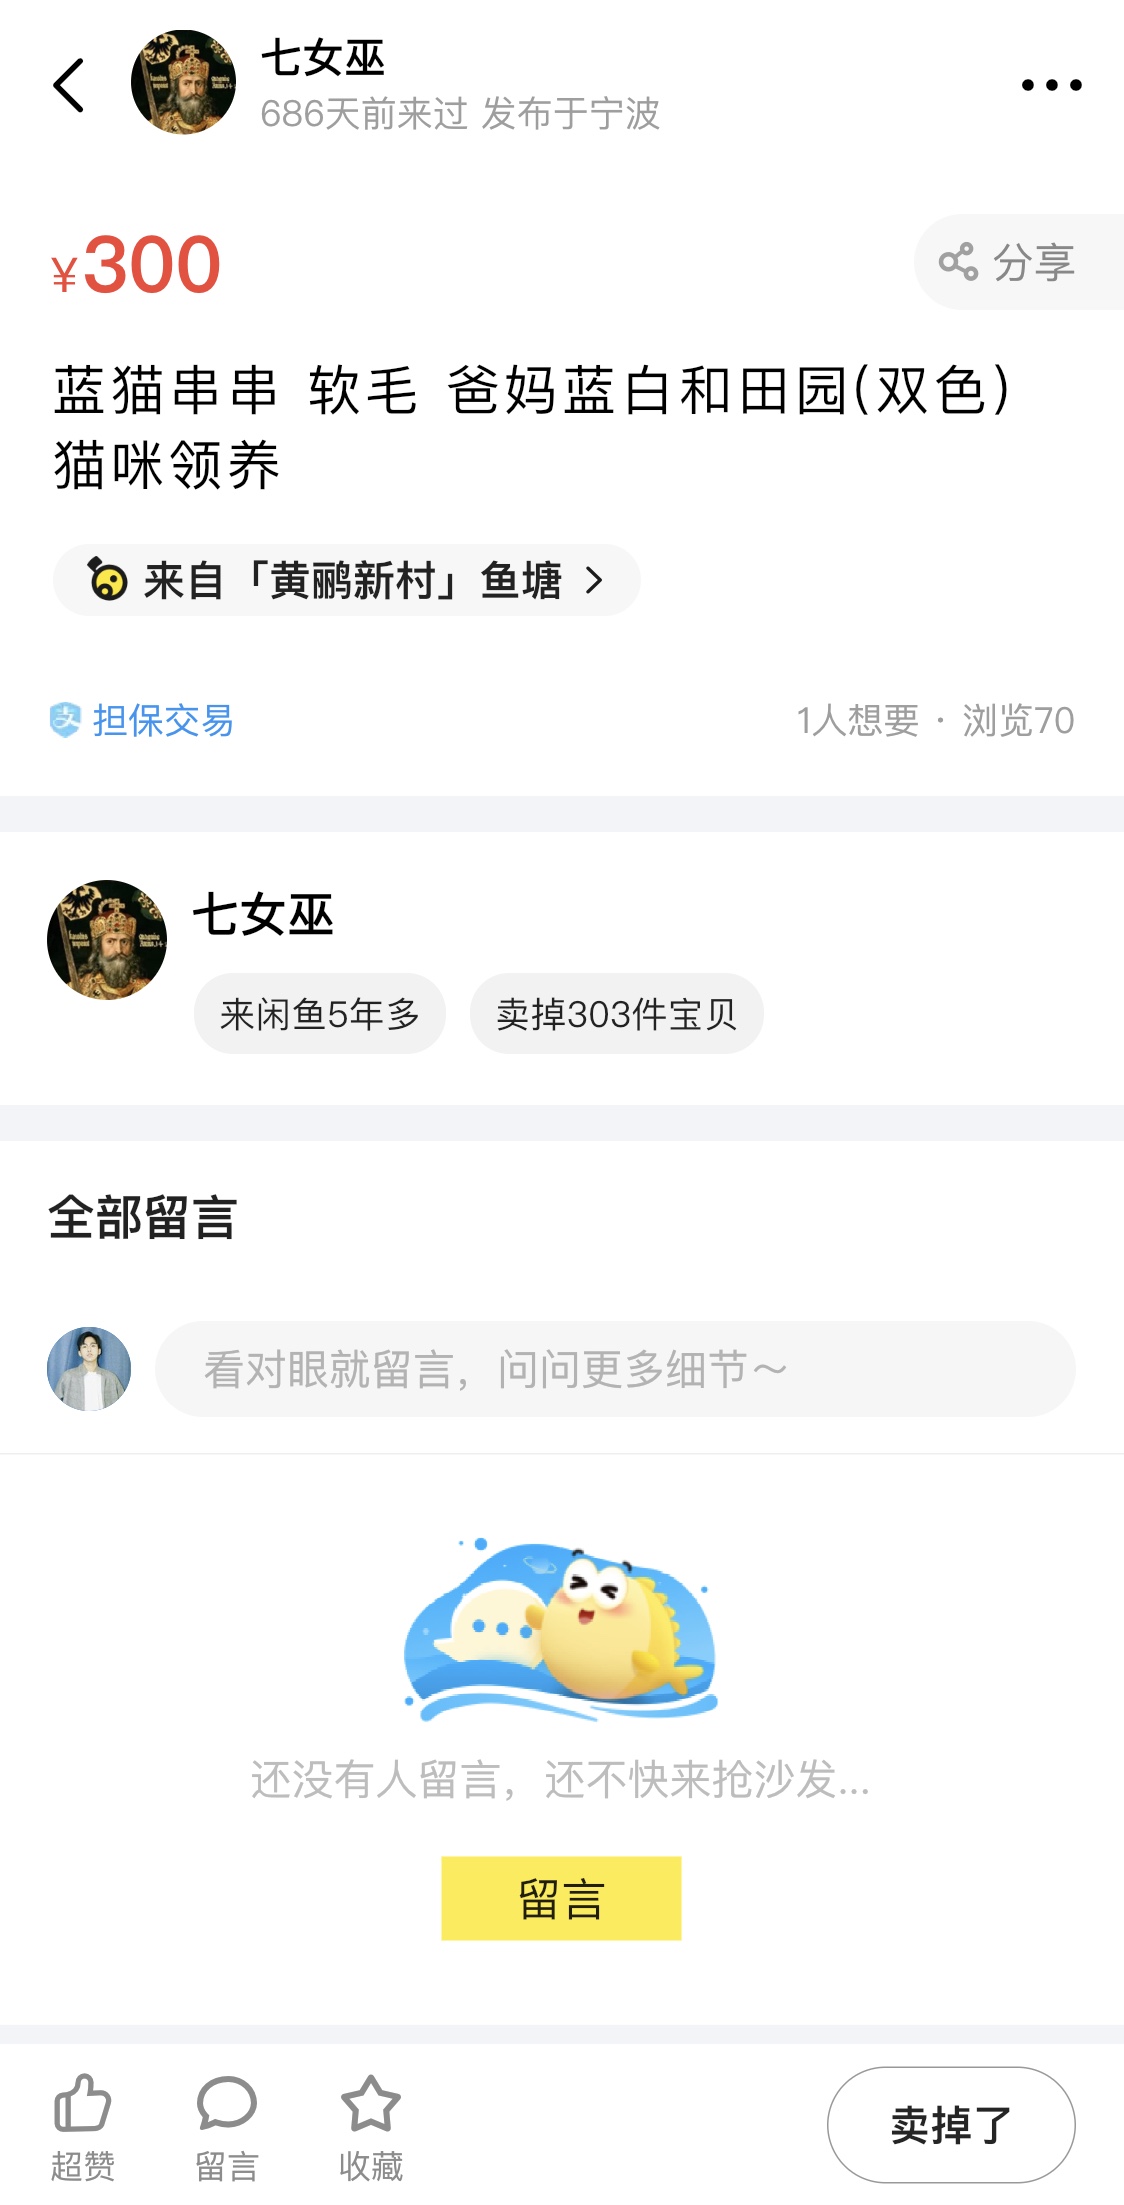 七女巫
686天前来过 发布于宁波
¥300
分享
蓝猫串串 软毛 爸妈蓝白和田园(双色)
猫咪领养
来自「黄鹂新村」鱼塘
担保交易
1人想要 · 浏览70
七女巫
来闲鱼5年多
卖掉303件宝贝
全部留言
看对眼就留言，问问更多细节～
还没有人留言，还不快来抢沙发...
留言
超赞
留言
收藏
卖掉了